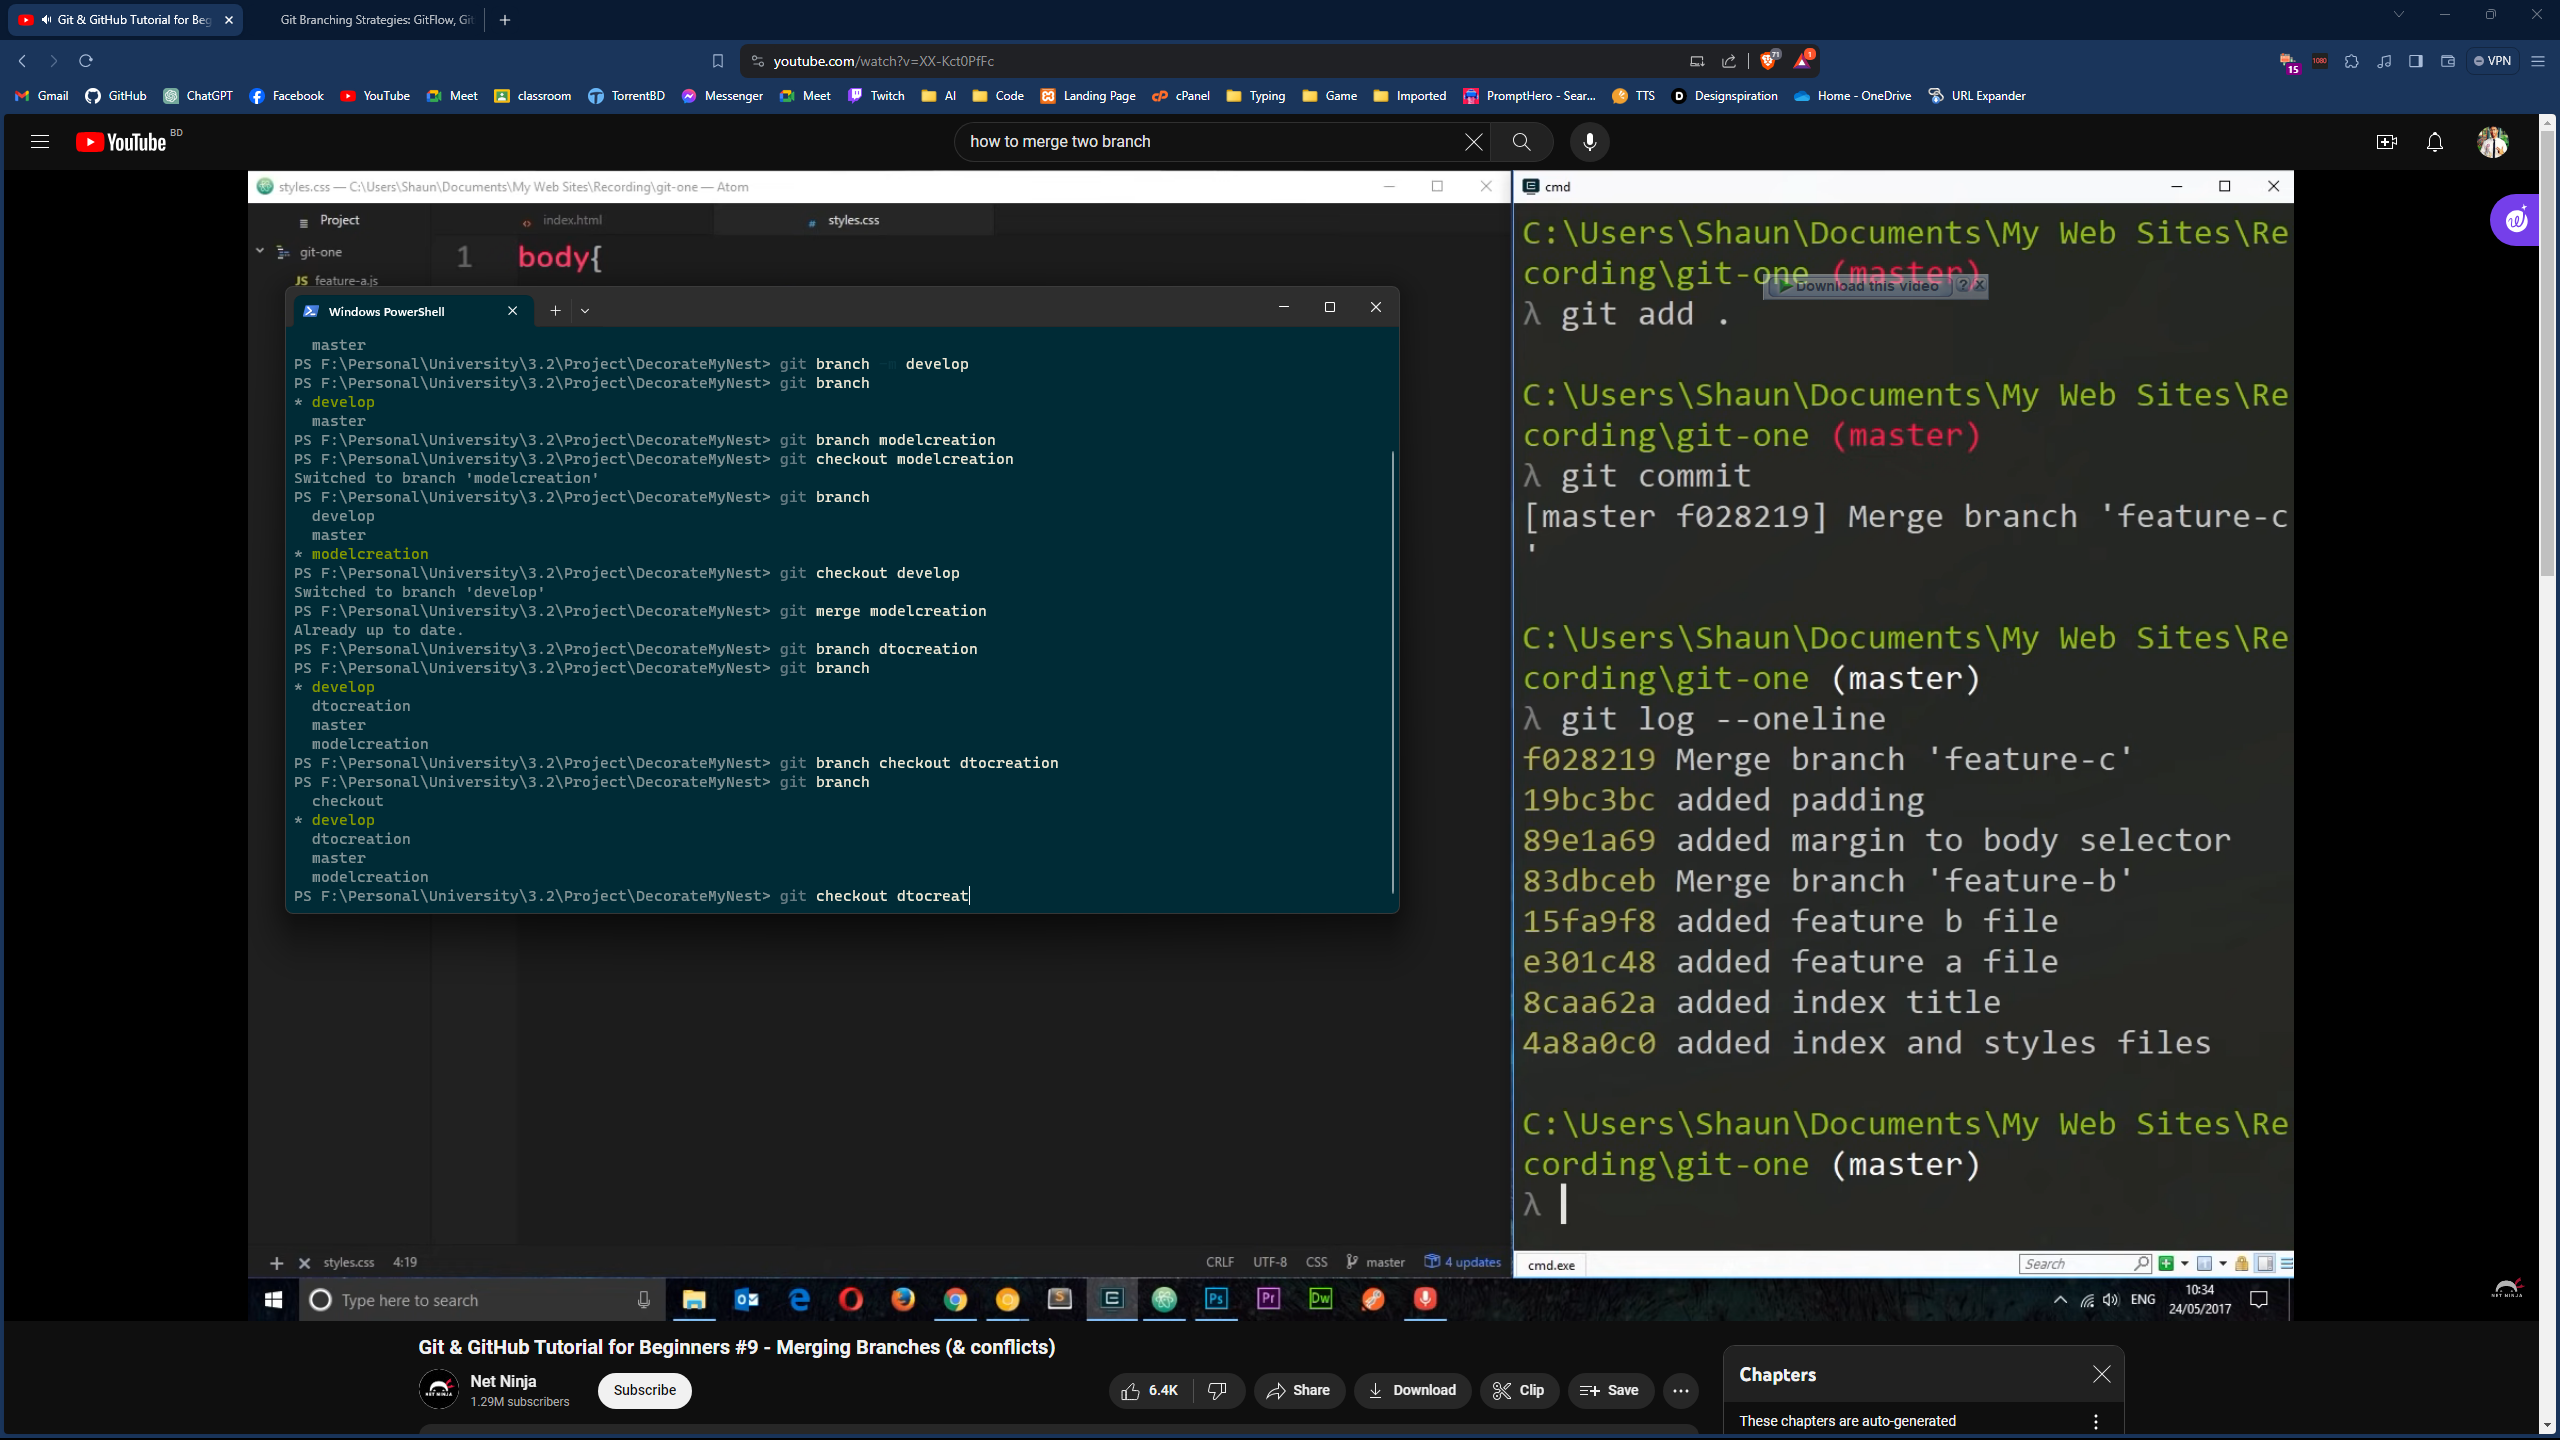 Git & GitHub Tutorial for Beg
Git Branching Strategies: GitFlow, Git
youtube.com/watch?v=XX-Kct0PfFc
71
1
15
1080
VPN
Gmail GitHub ChatGPT Facebook YouTube Meet classroom TorrentBD Messenger Meet Twitch AI Code Landing Page cPanel Typing Game Imported PromptHero - Sear... TTS Designspiration Home - OneDrive URL Expander
YouTube BD
how to merge two branch
styles.css — C:\Users\Shaun\Documents\My Web Sites\Recording\git-one — Atom
Project
index.html
styles.css
git-one
feature-a.js
1 body{
Windows PowerShell
master
PS F:\Personal\University\3.2\Project\DecorateMyNest> git branch develop
PS F:\Personal\University\3.2\Project\DecorateMyNest> git branch
* develop
master
PS F:\Personal\University\3.2\Project\DecorateMyNest> git branch modelcreation
PS F:\Personal\University\3.2\Project\DecorateMyNest> git checkout modelcreation
Switched to branch 'modelcreation'
PS F:\Personal\University\3.2\Project\DecorateMyNest> git branch
develop
master
* modelcreation
PS F:\Personal\University\3.2\Project\DecorateMyNest> git checkout develop
Switched to branch 'develop'
PS F:\Personal\University\3.2\Project\DecorateMyNest> git merge modelcreation
Already up to date.
PS F:\Personal\University\3.2\Project\DecorateMyNest> git branch dtocreation
PS F:\Personal\University\3.2\Project\DecorateMyNest> git branch
* develop
dtocreation
master
modelcreation
PS F:\Personal\University\3.2\Project\DecorateMyNest> git branch checkout dtocreation
PS F:\Personal\University\3.2\Project\DecorateMyNest> git branch
checkout
* develop
dtocreation
master
modelcreation
PS F:\Personal\University\3.2\Project\DecorateMyNest> git checkout dtocreat
styles.css 4:19
CRLF UTF-8 CSS master 4 updates
cmd
C:\Users\Shaun\Documents\My Web Sites\Re
cording\git-one (master)
Download this video
λ git add .
C:\Users\Shaun\Documents\My Web Sites\Re
cording\git-one (master)
λ git commit
[master f028219] Merge branch 'feature-c
'
C:\Users\Shaun\Documents\My Web Sites\Re
cording\git-one (master)
λ git log --oneline
f028219 Merge branch 'feature-c'
19bc3bc added padding
89e1a69 added margin to body selector
83dbceb Merge branch 'feature-b'
15fa9f8 added feature b file
e301c48 added feature a file
8caa62a added index title
4a8a0c0 added index and styles files
C:\Users\Shaun\Documents\My Web Sites\Re
cording\git-one (master)
λ
cmd.exe
Search
Type here to search
Ps Pr Dw
ENG
10:34
24/05/2017
NET NINJA
Git & GitHub Tutorial for Beginners #9 - Merging Branches (& conflicts)
Net Ninja
1.29M subscribers
Subscribe
6.4K
Share
Download
Clip
Save
Chapters
These chapters are auto-generated